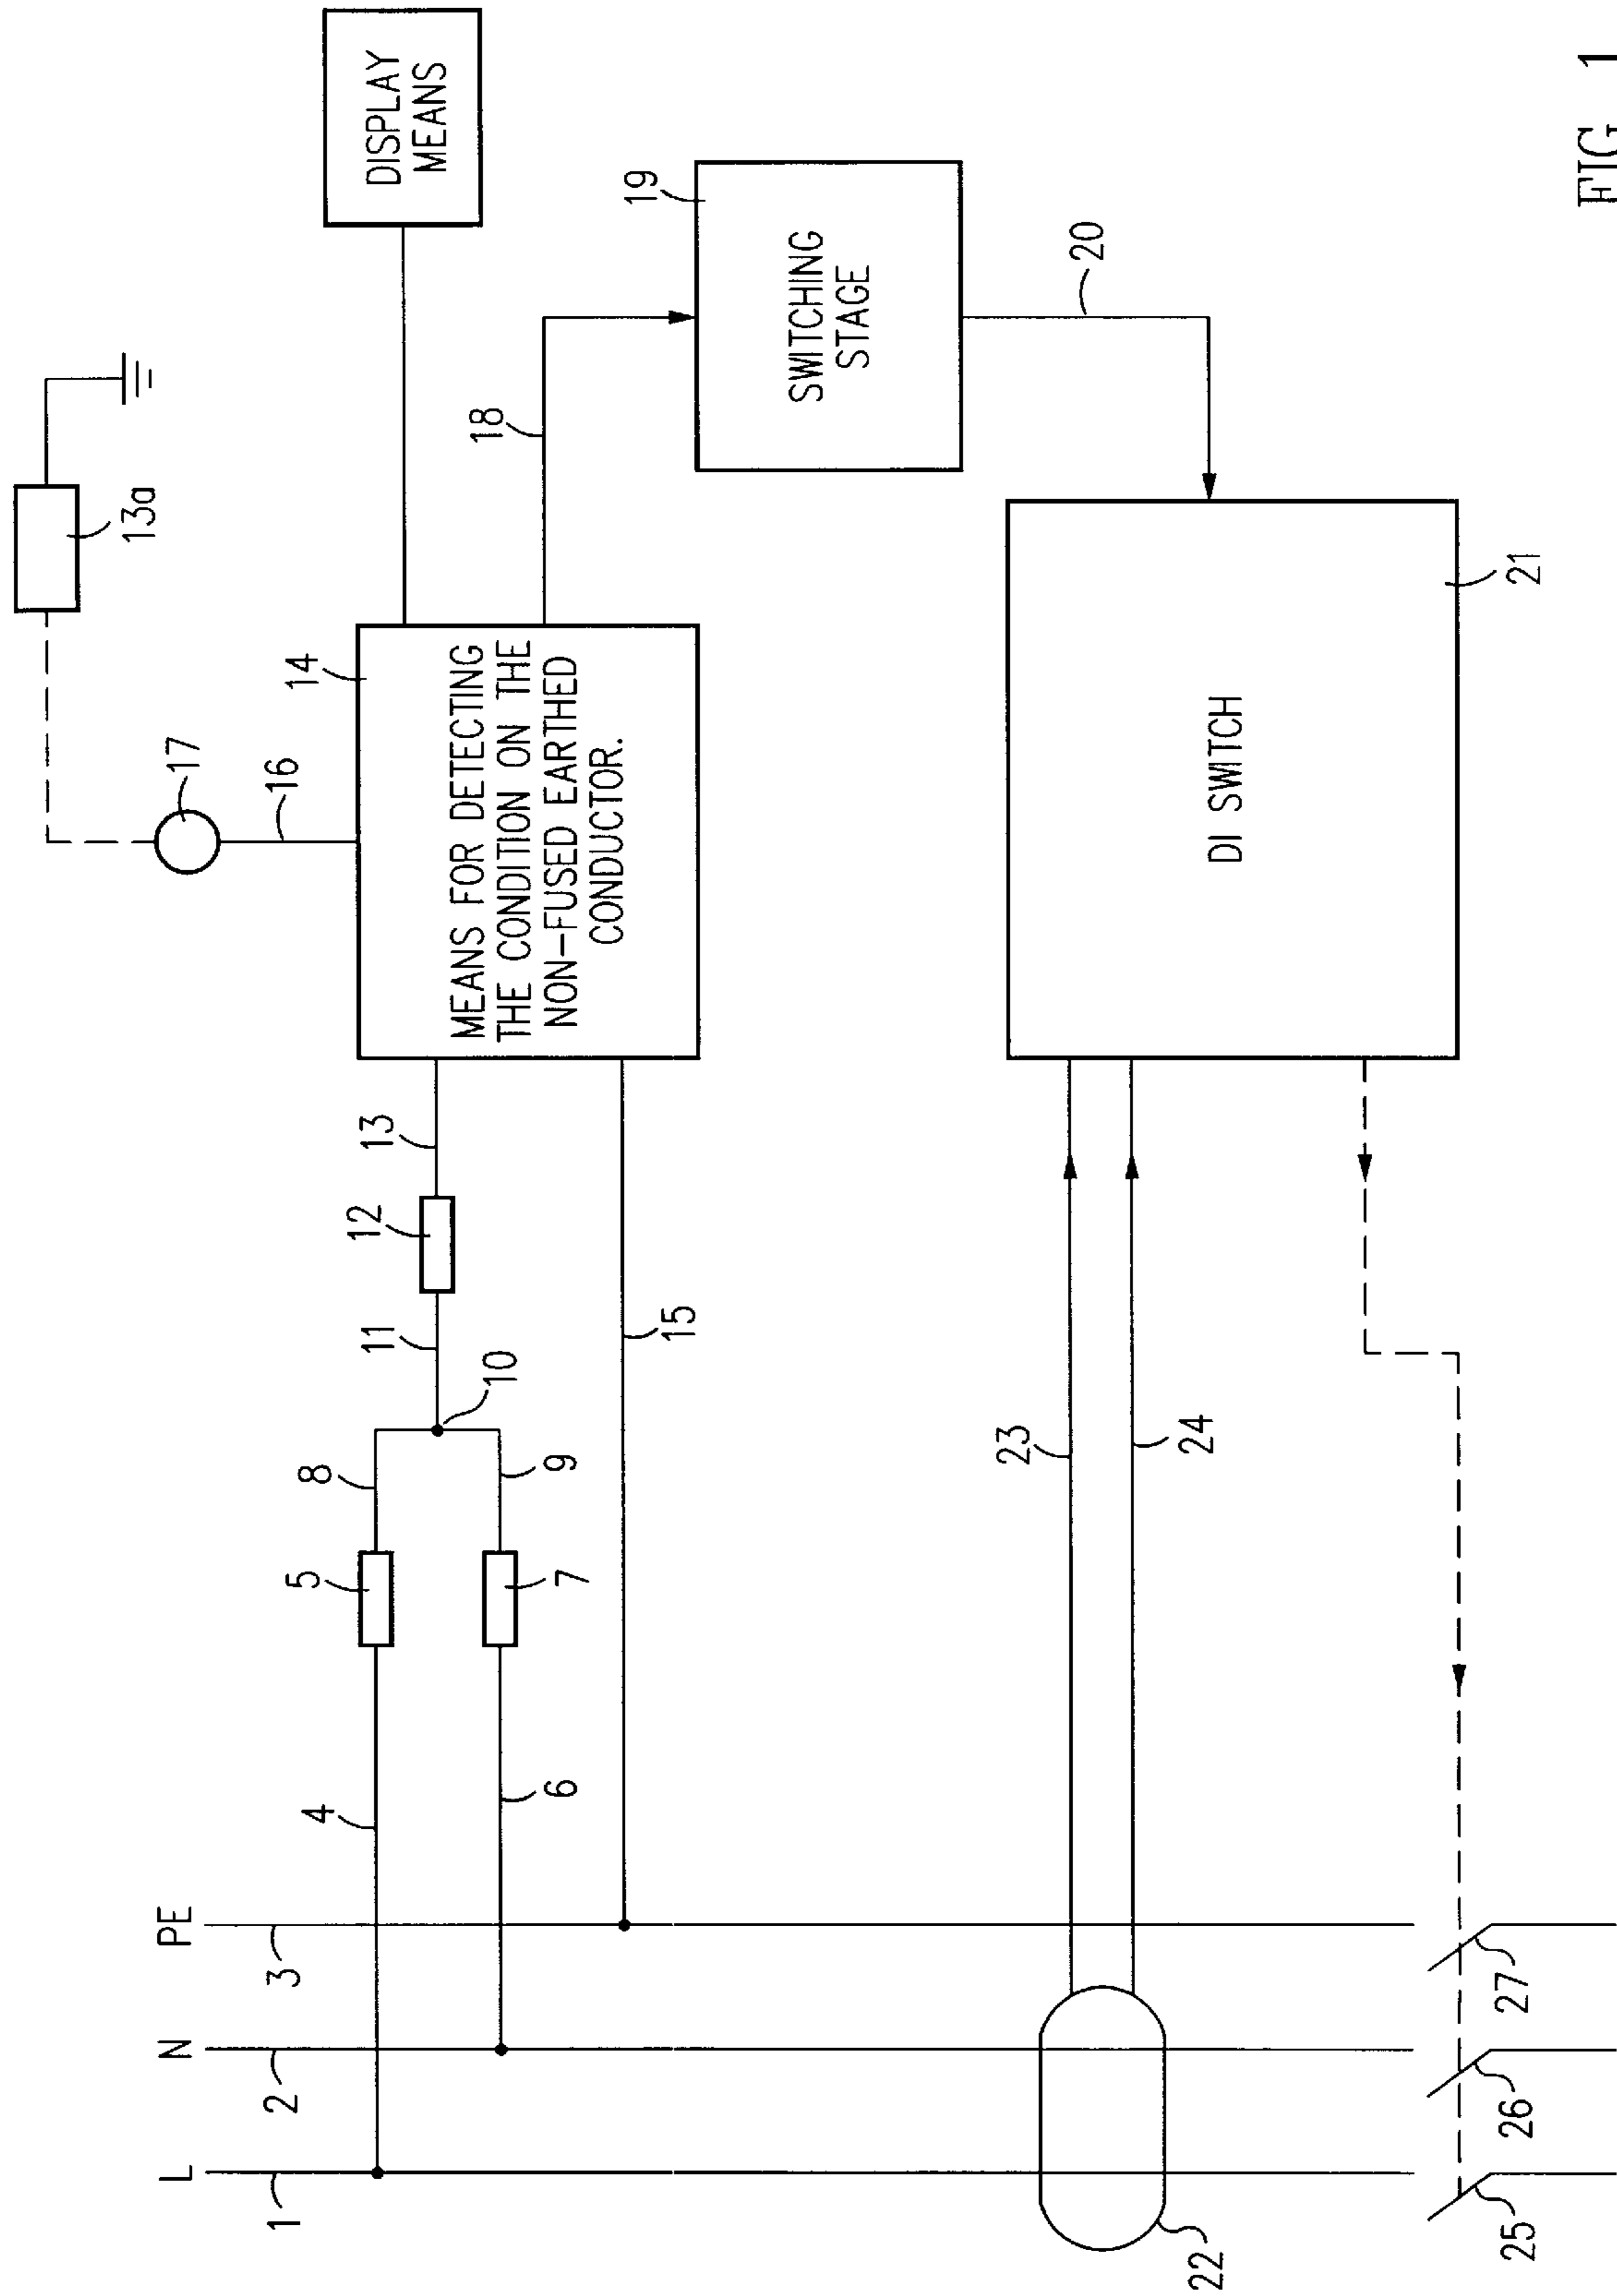 L
N
PE
1
2
3
4
5
6
7
8
9
10
11
12
13
13a
14
MEANS FOR DETECTING
THE CONDITION ON THE
NON-FUSED EARTHED
CONDUCTOR.
15
16
17
18
DISPLAY
MEANS
19
SWITCHING
STAGE
20
DI SWITCH
21
22
23
24
25
26
27
FIG. 1